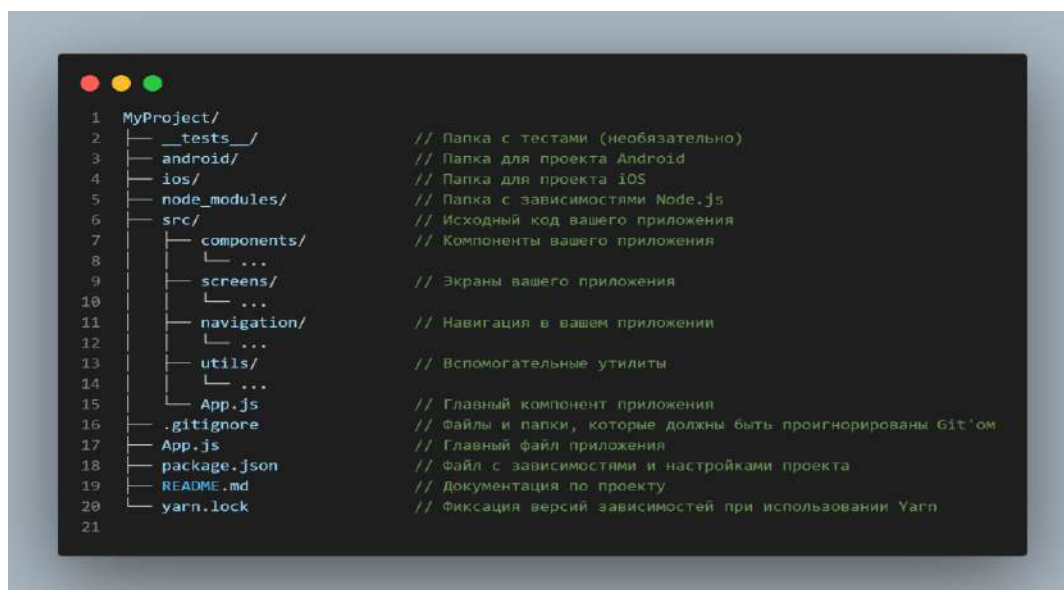 1 MyProject/
2 ├── __tests__/ // Папка с тестами (необязательно)
3 ├── android/ // Папка для проекта Android
4 ├── ios/ // Папка для проекта iOS
5 ├── node_modules/ // Папка с зависимостями Node.js
6 ├── src/ // Исходный код вашего приложения
7 │ ├── components/ // Компоненты вашего приложения
8 │ │ └── ...
9 │ ├── screens/ // Экраны вашего приложения
10 │ │ └── ...
11 │ ├── navigation/ // Навигация в вашем приложении
12 │ │ └── ...
13 │ ├── utils/ // Вспомогательные утилиты
14 │ │ └── ...
15 │ └── App.js // Главный компонент приложения
16 ├── .gitignore // Файлы и папки, которые должны быть проигнорированы Git'ом
17 ├── App.js // Главный файл приложения
18 ├── package.json // Файл с зависимостями и настройками проекта
19 ├── README.md // Документация по проекту
20 └── yarn.lock // Фиксация версий зависимостей при использовании Yarn
21